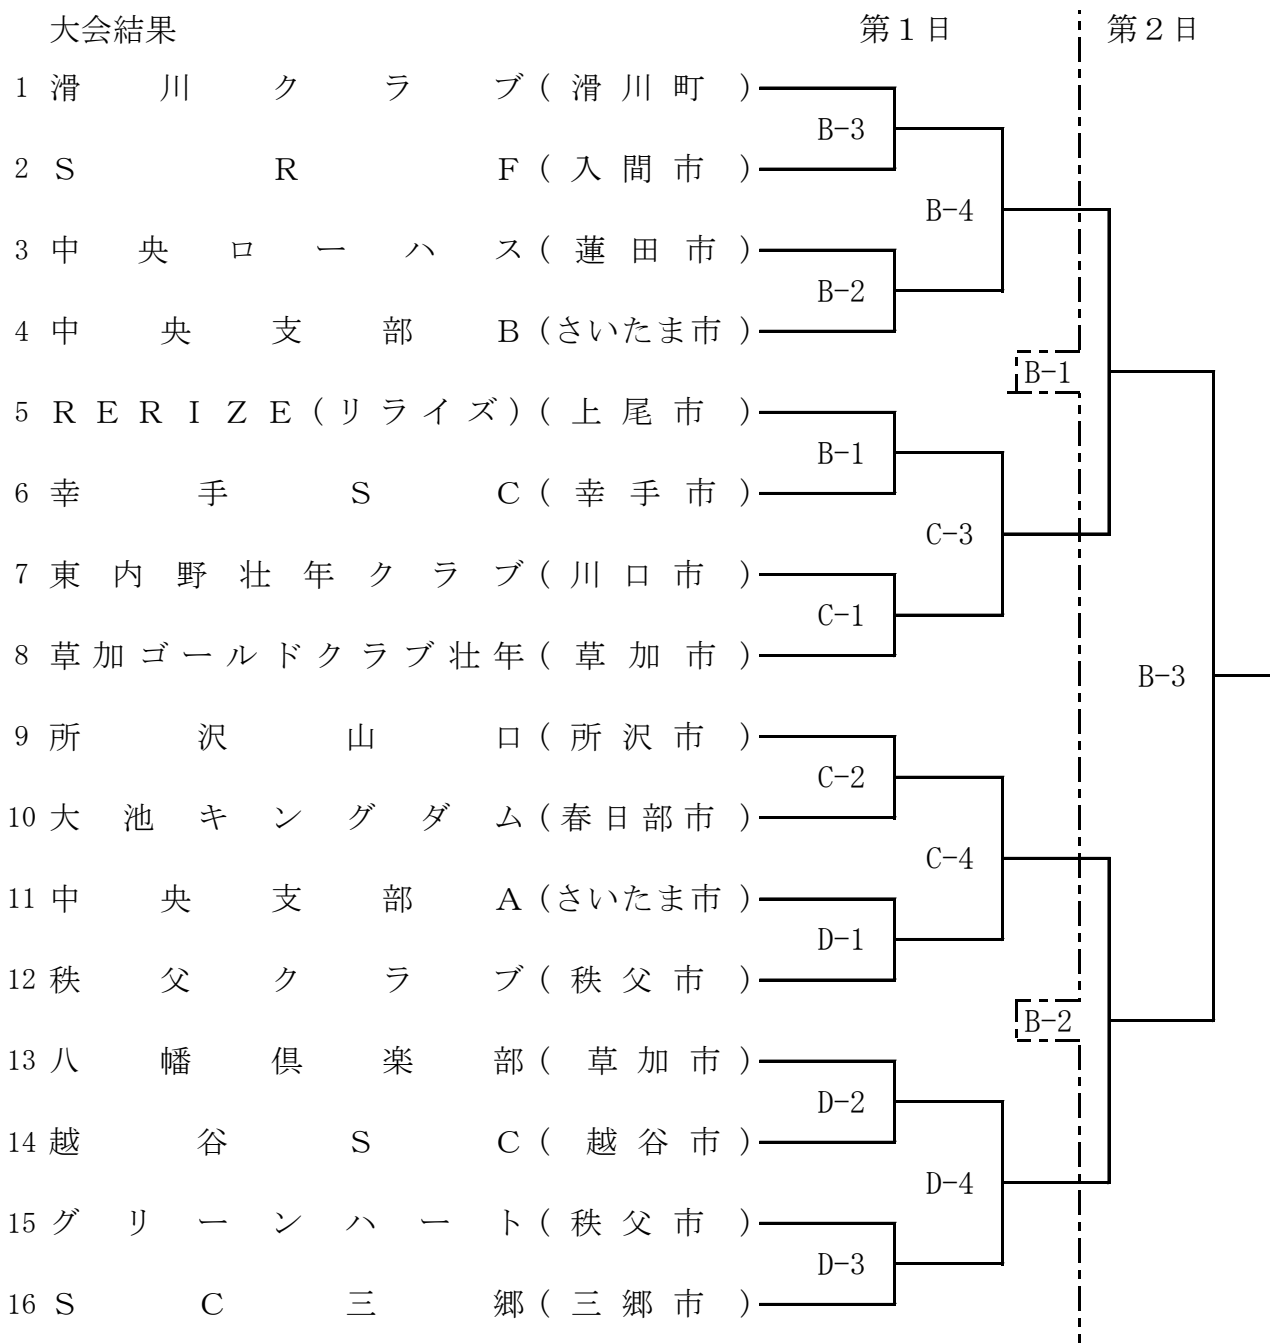 大会結果 第１日 第２日
1 滑川クラブ(滑川町)
B-3
2 ＳＲＦ(入間市)
B-4
3 中央ローハス(蓮田市)
B-2
4 中央支部Ｂ(さいたま市)
B-1
5 ＲＥＲＩＺＥ(リライズ)(上尾市)
B-1
6 幸手ＳＣ(幸手市)
C-3
7 東内野壮年クラブ(川口市)
C-1
8 草加ゴールドクラブ壮年(草加市)
B-3
9 所沢山口(所沢市)
C-2
10 大池キングダム(春日部市)
C-4
11 中央支部Ａ(さいたま市)
D-1
12 秩父クラブ(秩父市)
B-2
13 八幡倶楽部(草加市)
D-2
14 越谷ＳＣ(越谷市)
D-4
15 グリーンハート(秩父市)
D-3
16 ＳＣ三郷(三郷市)